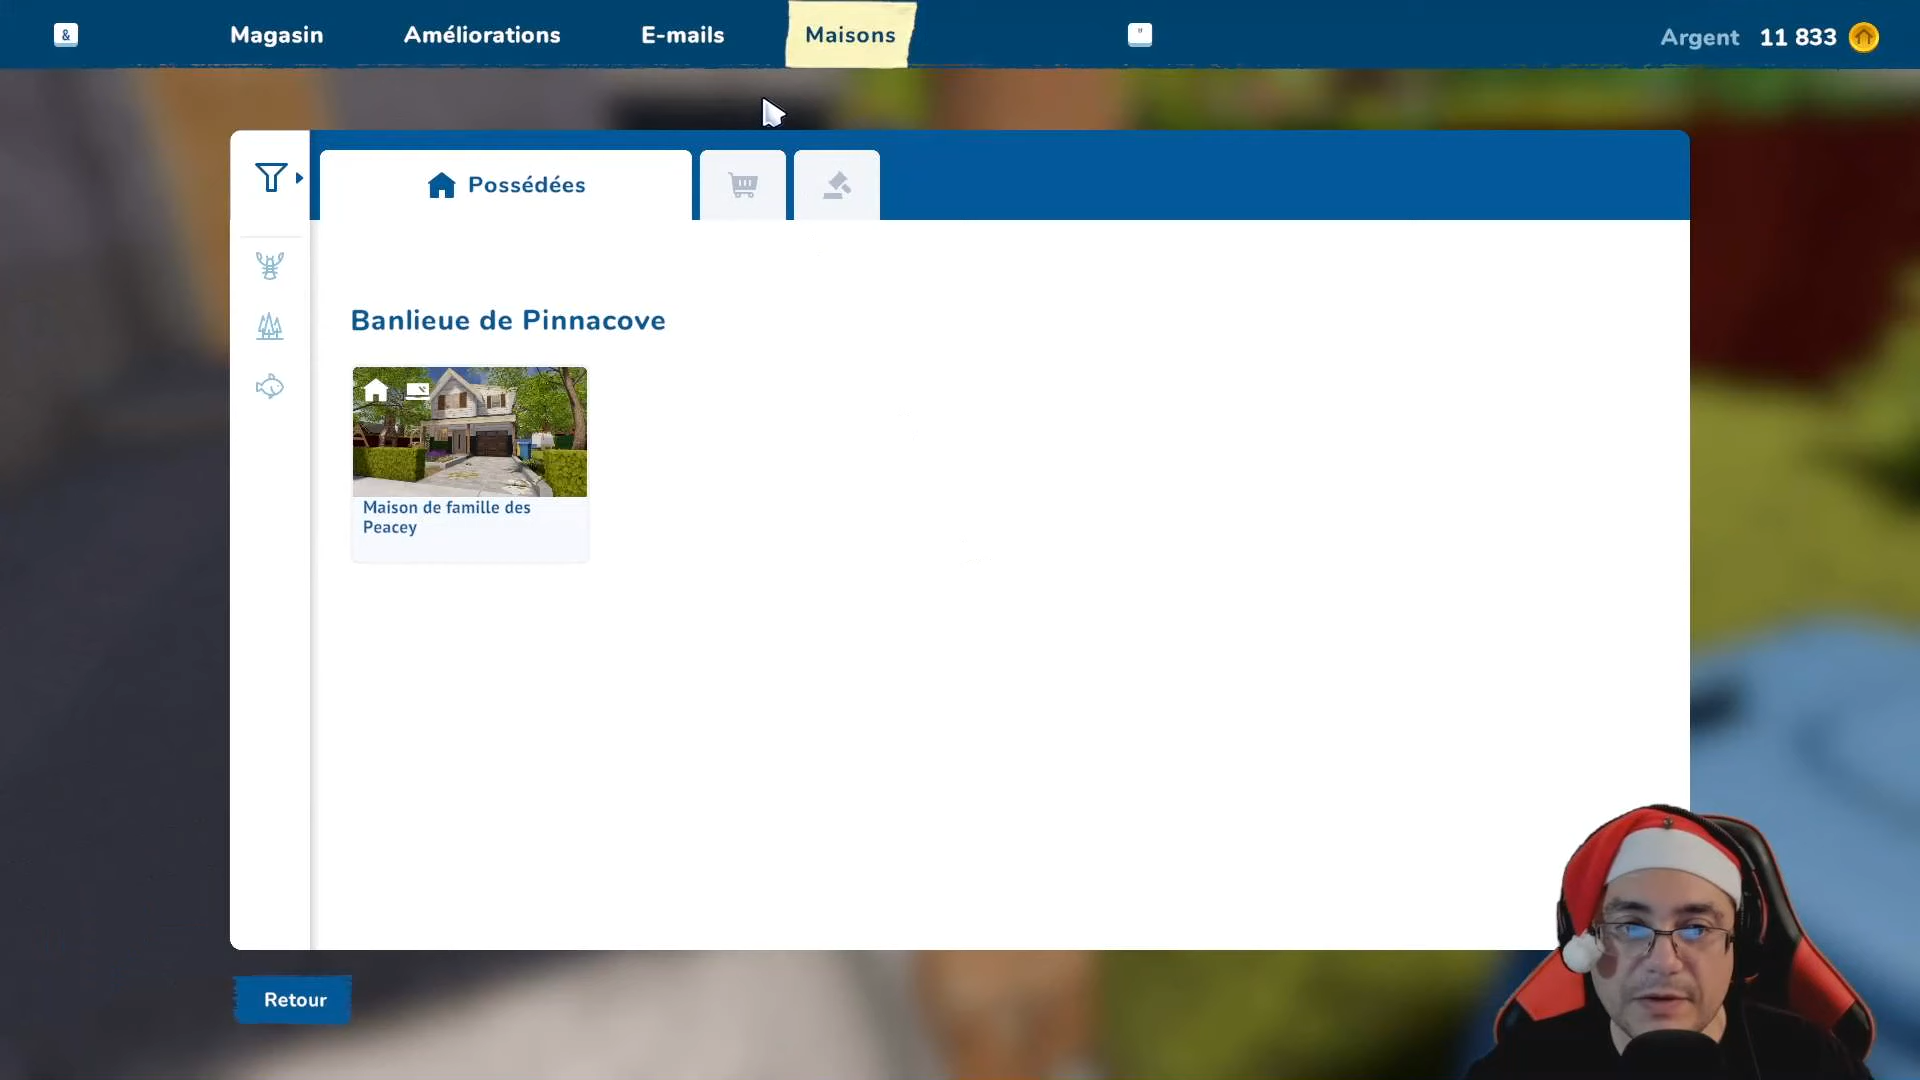 &
Magasin
Améliorations
E-mails
Maisons
"
Argent 11 833
Possédées
Banlieue de Pinnacove
Maison de famille des
Peacey
Retour